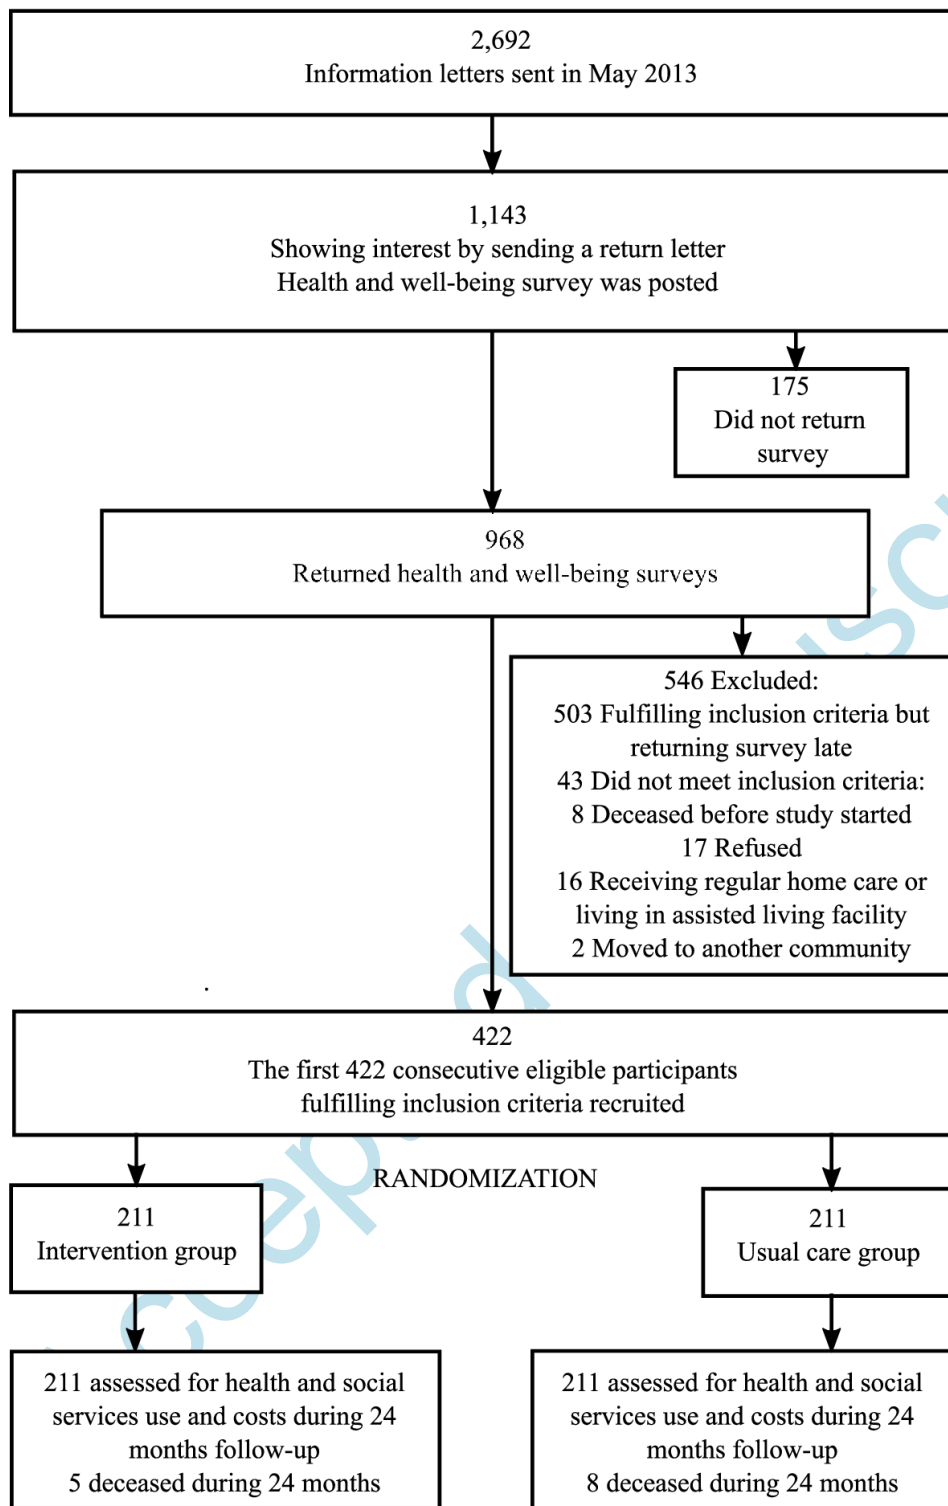 2,692
Information letters sent in May 2013
1,143
Showing interest by sending a return letter
Health and well-being survey was posted
175
Did not return
survey
968
Returned health and well-being surveys
546 Excluded:
503 Fulfilling inclusion criteria but
returning survey late
43 Did not meet inclusion criteria:
8 Deceased before study started
17 Refused
16 Receiving regular home care or
living in assisted living facility
2 Moved to another community
422
The first 422 consecutive eligible participants
fulfilling inclusion criteria recruited
RANDOMIZATION
211
Intervention group
211
Usual care group
211 assessed for health and social
services use and costs during 24
months follow-up
5 deceased during 24 months
211 assessed for health and social
services use and costs during 24
months follow-up
8 deceased during 24 months